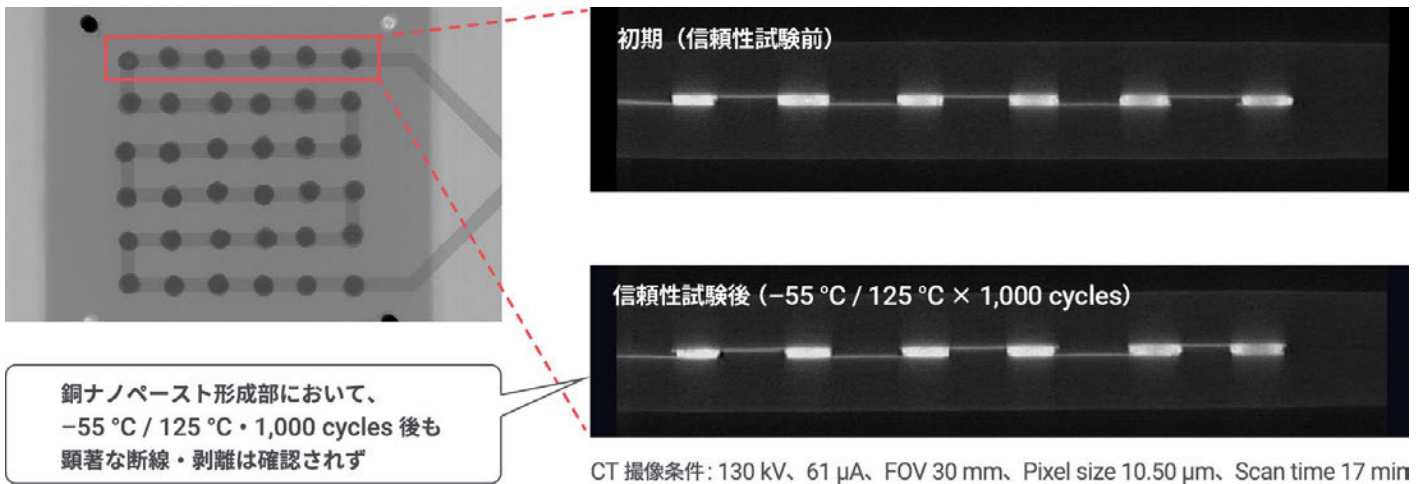 初期（信頼性試験前）
信頼性試験後（–55 °C / 125 °C × 1,000 cycles）
銅ナノペースト形成部において、
–55 °C / 125 °C・1,000 cycles 後も
顕著な断線・剥離は確認されず
CT 撮像条件: 130 kV、61 μA、FOV 30 mm、Pixel size 10.50 μm、Scan time 17 min